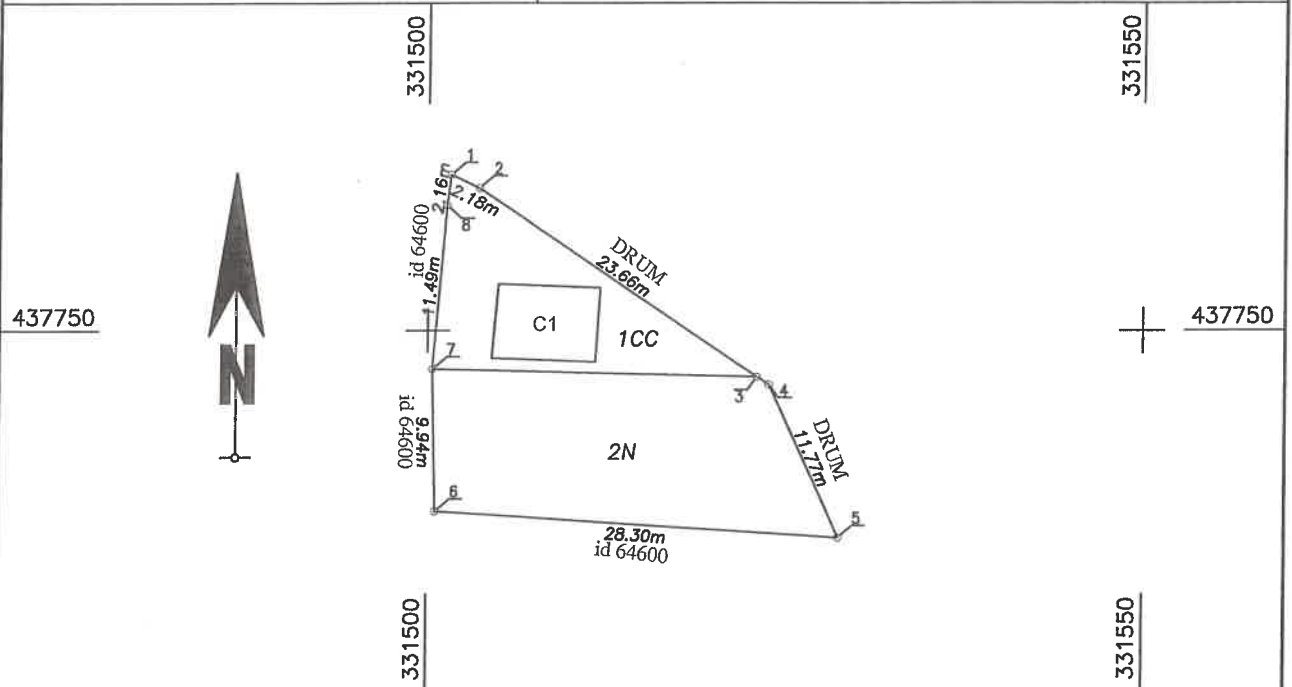 331500
331550
1
2
2.16m
2.18m
8
id 64600
11.49m
DRUM
23.66m
437750
437750
C1
1CC
7
3
4
N
id 64600
9.94m
2N
DRUM
11.77m
6
5
28.30m
id 64600
331500
331550